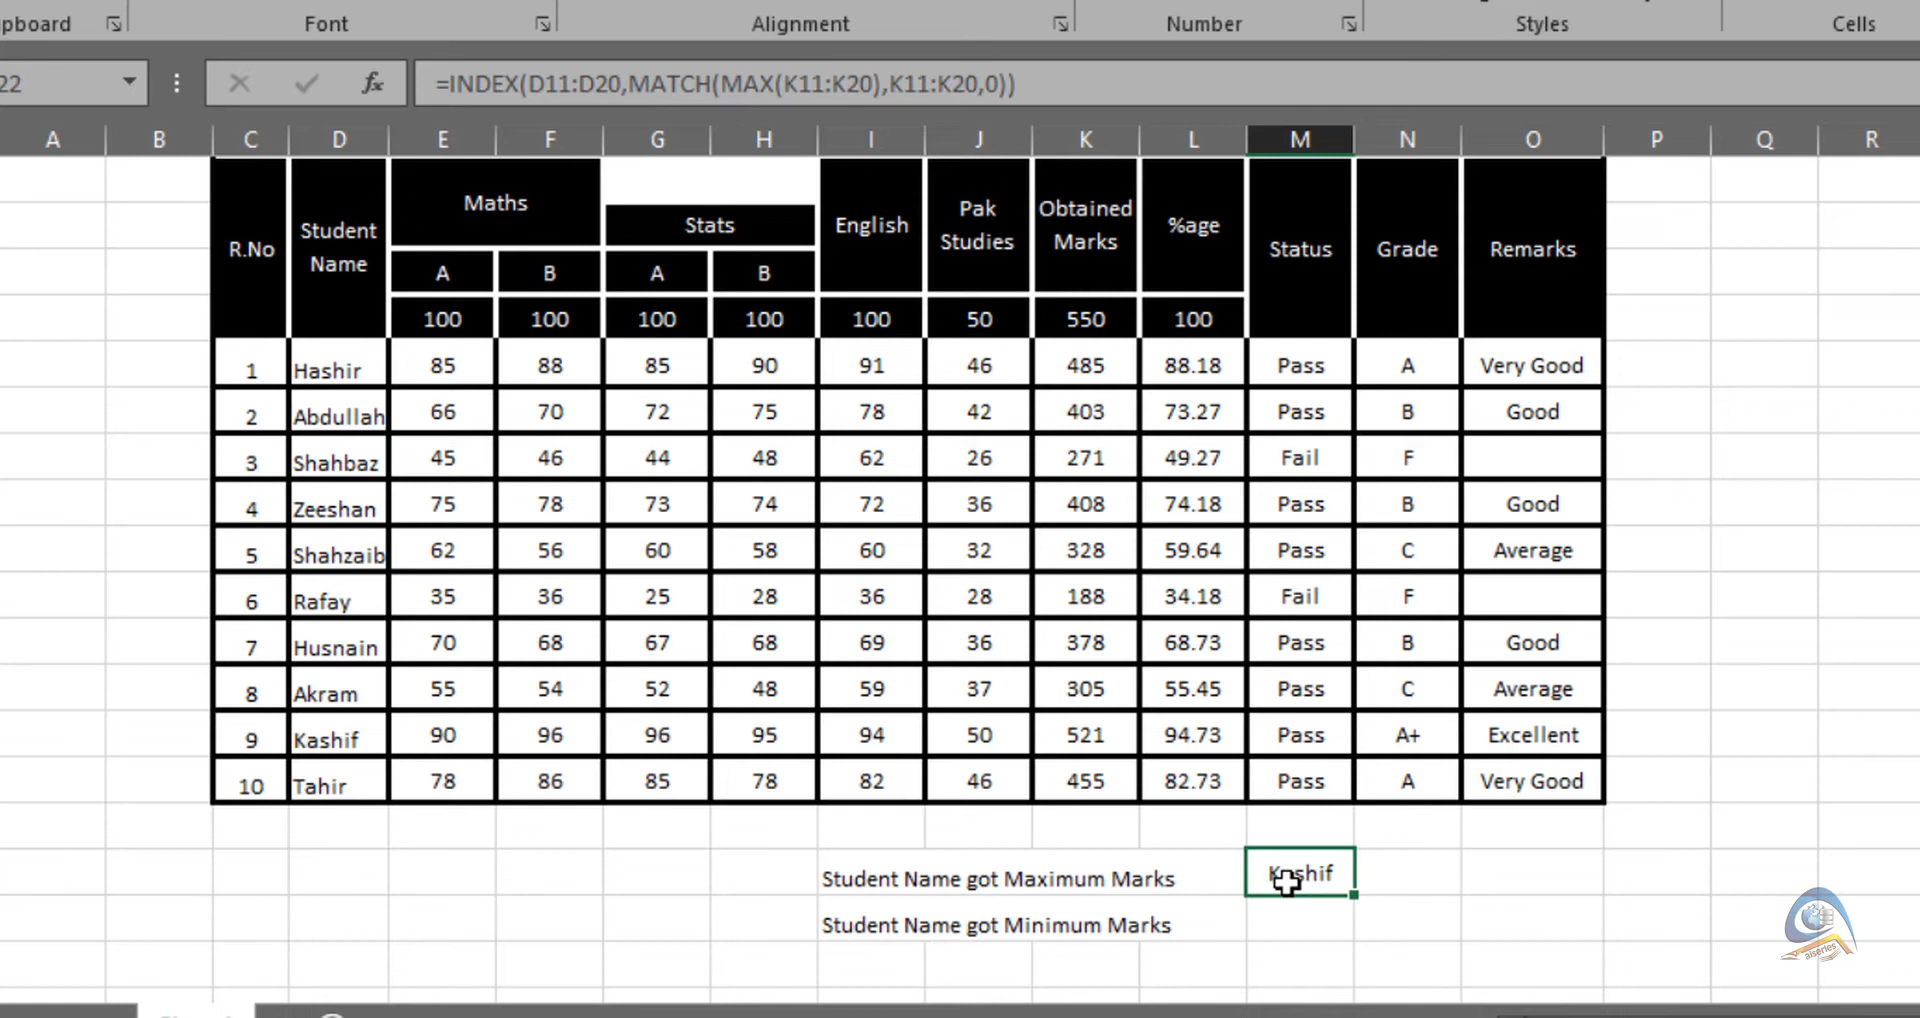 pboard Font Alignment Number Styles Cells
22 fx =INDEX(D11:D20,MATCH(MAX(K11:K20),K11:K20,0))
A B C D E F G H I J K L M N O P Q R
R.No Student Name Maths Stats English Pak Studies Obtained Marks %age Status Grade Remarks
A B A B
100 100 100 100 100 50 550 100
1 Hashir 85 88 85 90 91 46 485 88.18 Pass A Very Good
2 Abdullah 66 70 72 75 78 42 403 73.27 Pass B Good
3 Shahbaz 45 46 44 48 62 26 271 49.27 Fail F
4 Zeeshan 75 78 73 74 72 36 408 74.18 Pass B Good
5 Shahzaib 62 56 60 58 60 32 328 59.64 Pass C Average
6 Rafay 35 36 25 28 36 28 188 34.18 Fail F
7 Husnain 70 68 67 68 69 36 378 68.73 Pass B Good
8 Akram 55 54 52 48 59 37 305 55.45 Pass C Average
9 Kashif 90 96 96 95 94 50 521 94.73 Pass A+ Excellent
10 Tahir 78 86 85 78 82 46 455 82.73 Pass A Very Good
Student Name got Maximum Marks Kashif
Student Name got Minimum Marks
alseries